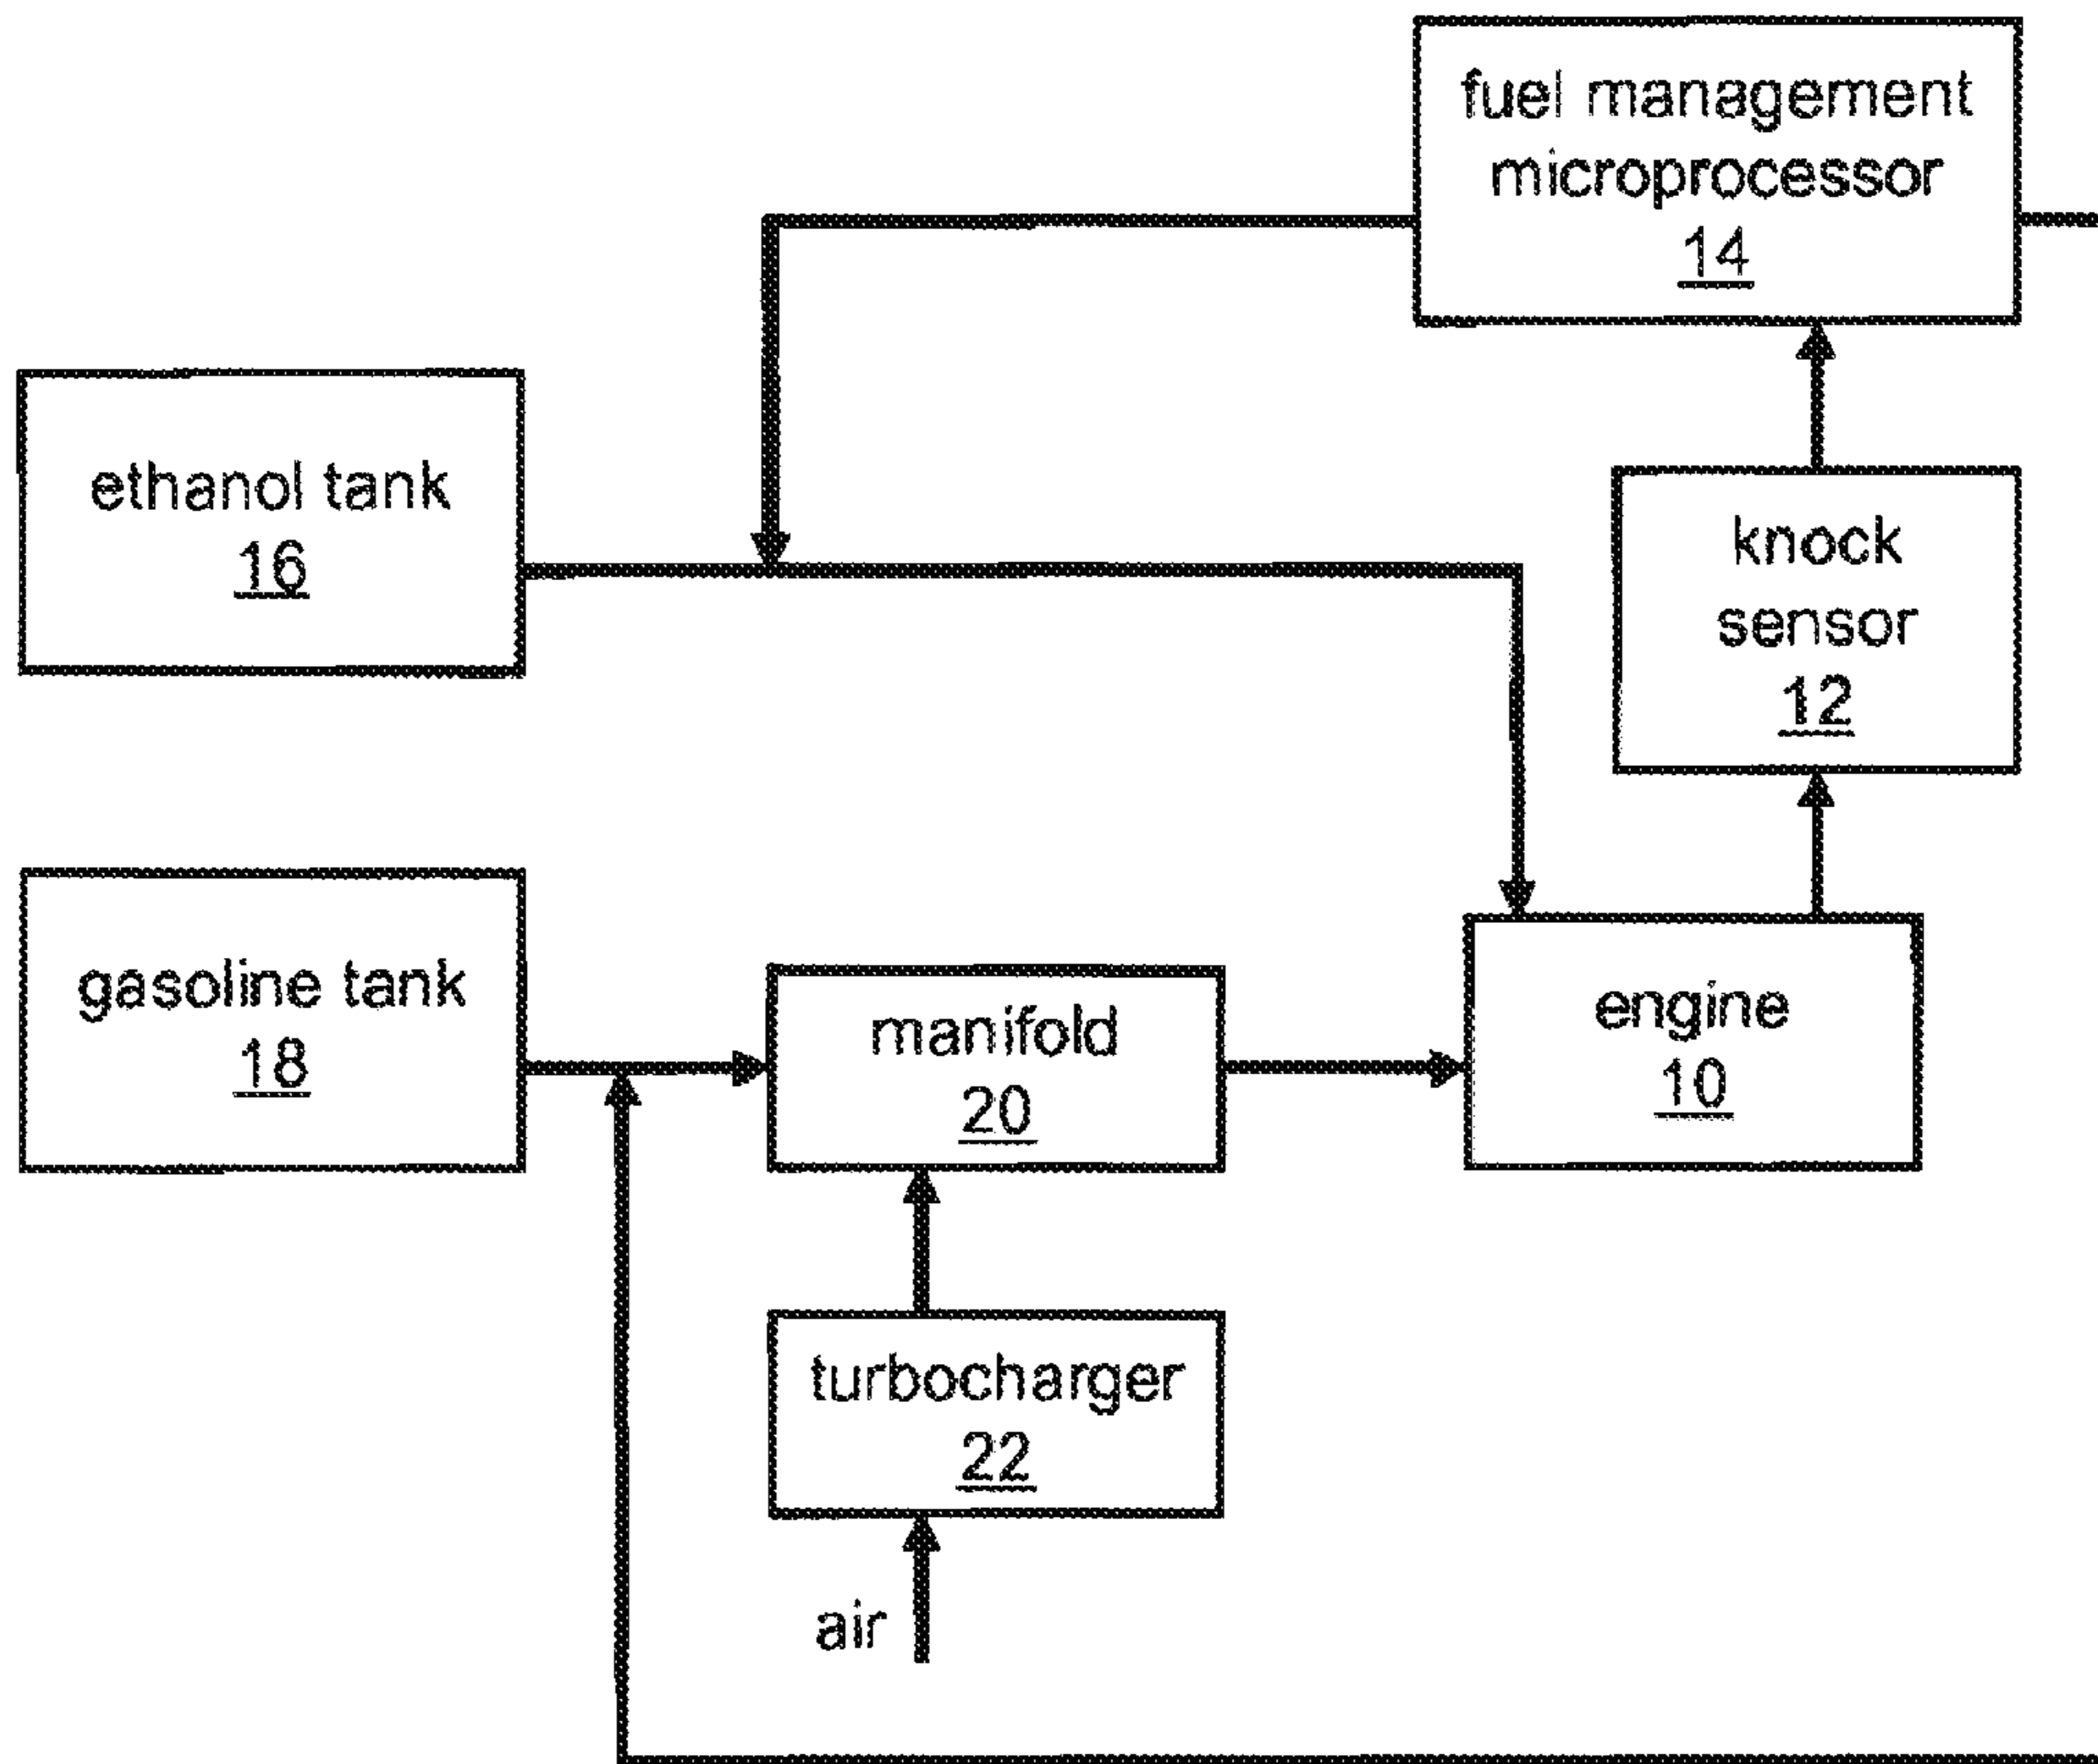 fuel management
microprocessor
14
ethanol tank
16
knock
sensor
12
gasoline tank
18
manifold
20
engine
10
turbocharger
22
air